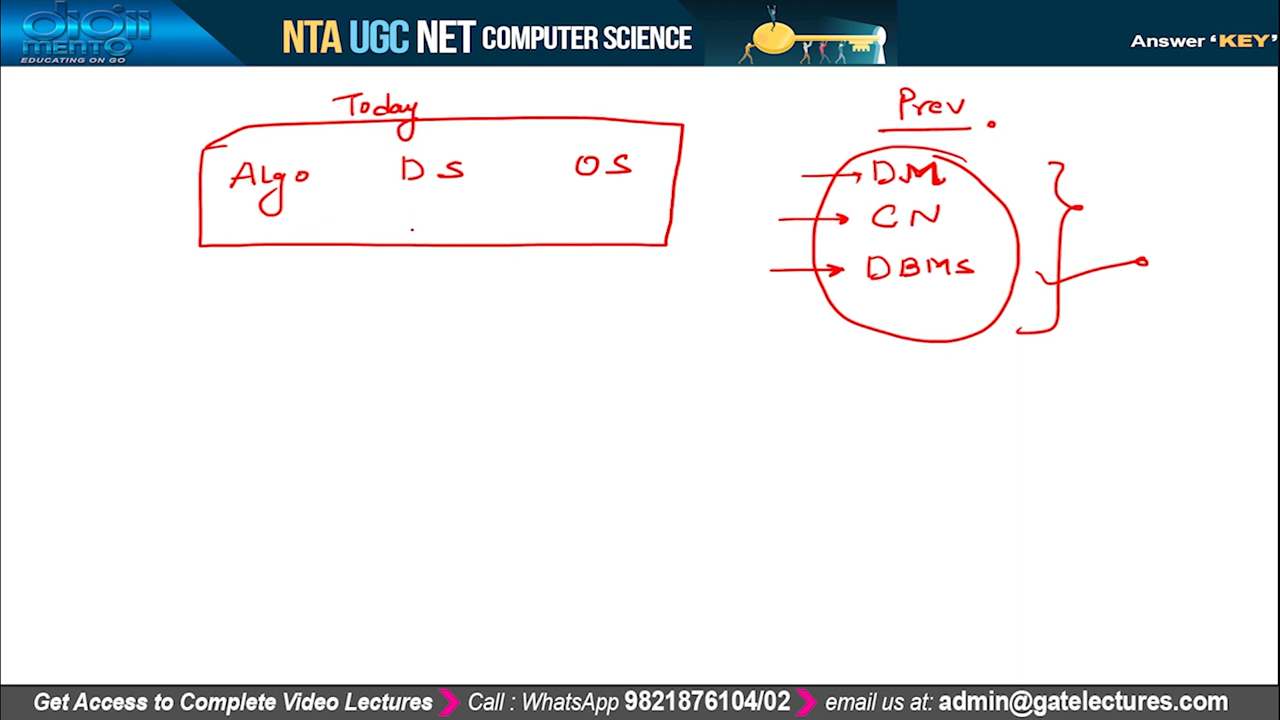 digii
MENTO
EDUCATING ON GO
NTA UGC NET COMPUTER SCIENCE
Answer ‘KEY’
Today
Algo DS OS
Prev.
DM
CN
DBMS
Get Access to Complete Video Lectures Call : WhatsApp 9821876104/02 email us at: admin@gatelectures.com